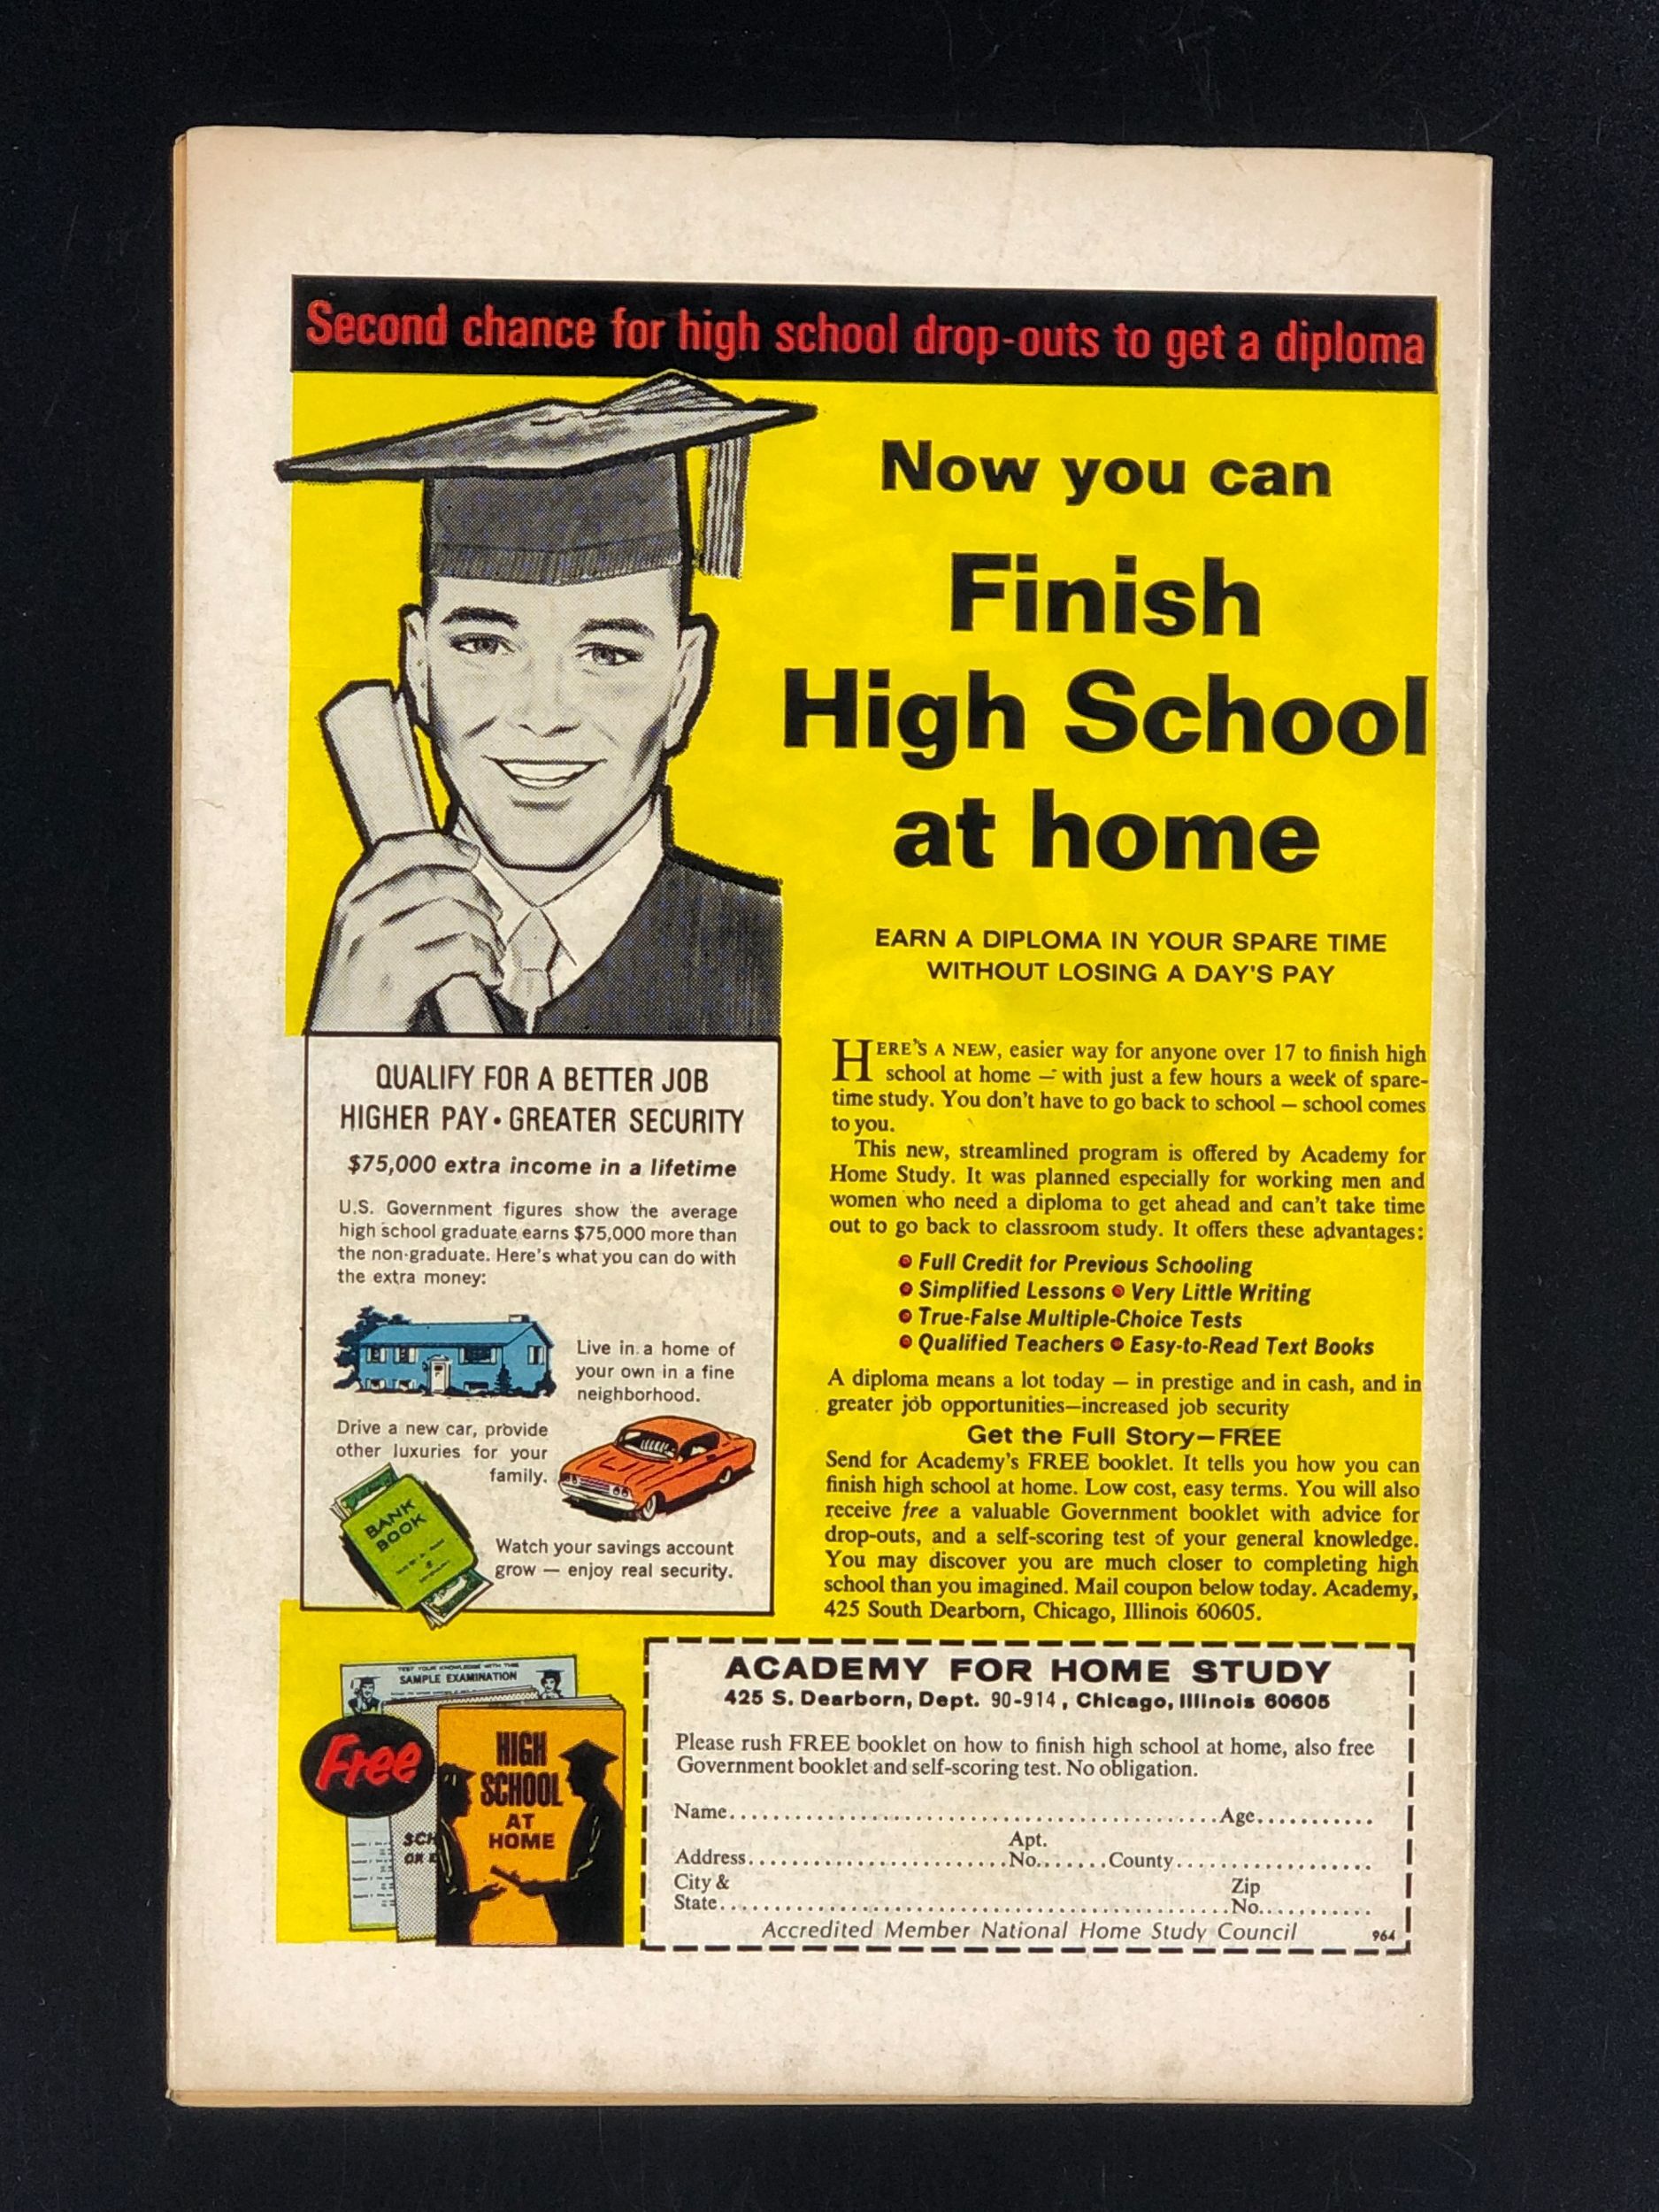 Second chance for high school drop-outs to get a diploma
Now you can
Finish
High School
at home
EARN A DIPLOMA IN YOUR SPARE TIME
WITHOUT LOSING A DAY'S PAY
HERE'S A NEW, easier way for anyone over 17 to finish high
school at home — with just a few hours a week of spare-
time study. You don't have to go back to school — school comes
to you.
This new, streamlined program is offered by Academy for
Home Study. It was planned especially for working men and
women who need a diploma to get ahead and can't take time
out to go back to classroom study. It offers these advantages:
• Full Credit for Previous Schooling
• Simplified Lessons • Very Little Writing
• True-False Multiple-Choice Tests
• Qualified Teachers • Easy-to-Read Text Books
A diploma means a lot today — in prestige and in cash, and in
greater job opportunities—increased job security
Get the Full Story—FREE
Send for Academy's FREE booklet. It tells you how you can
finish high school at home. Low cost, easy terms. You will also
receive free a valuable Government booklet with advice for
drop-outs, and a self-scoring test of your general knowledge.
You may discover you are much closer to completing high
school than you imagined. Mail coupon below today. Academy,
425 South Dearborn, Chicago, Illinois 60605.
QUALIFY FOR A BETTER JOB
HIGHER PAY • GREATER SECURITY
$75,000 extra income in a lifetime
U.S. Government figures show the average
high school graduate earns $75,000 more than
the non-graduate. Here's what you can do with
the extra money:
Live in a home of
your own in a fine
neighborhood.
Drive a new car, provide
other luxuries for your
family.
BANK
BOOK
Watch your savings account
grow — enjoy real security.
TEST YOUR KNOWLEDGE WITH THIS
SAMPLE EXAMINATION
Free
SCH
OR E
HIGH
SCHOOL
AT
HOME
ACADEMY FOR HOME STUDY
425 S. Dearborn, Dept. 90-914, Chicago, Illinois 60605
Please rush FREE booklet on how to finish high school at home, also free
Government booklet and self-scoring test. No obligation.
Name.................................................Age............
Apt.
Address..........................No.......County....................
City &
State...................................................
Zip
No...........
Accredited Member National Home Study Council 964